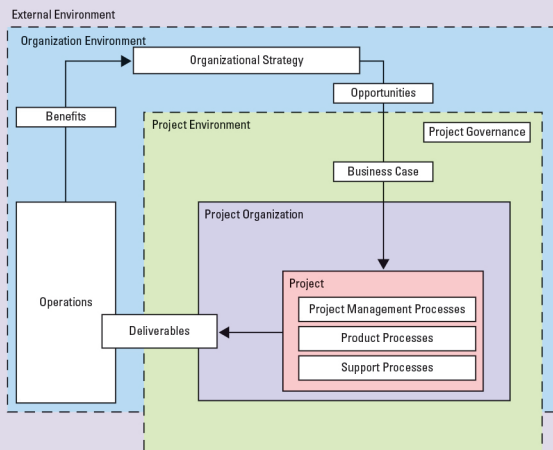 External Environment
Organization Environment
Organizational Strategy
Opportunities
Benefits
Project Environment
Project Governance
Business Case
Project Organization
Project
Operations
Project Management Processes
Deliverables
Product Processes
Support Processes